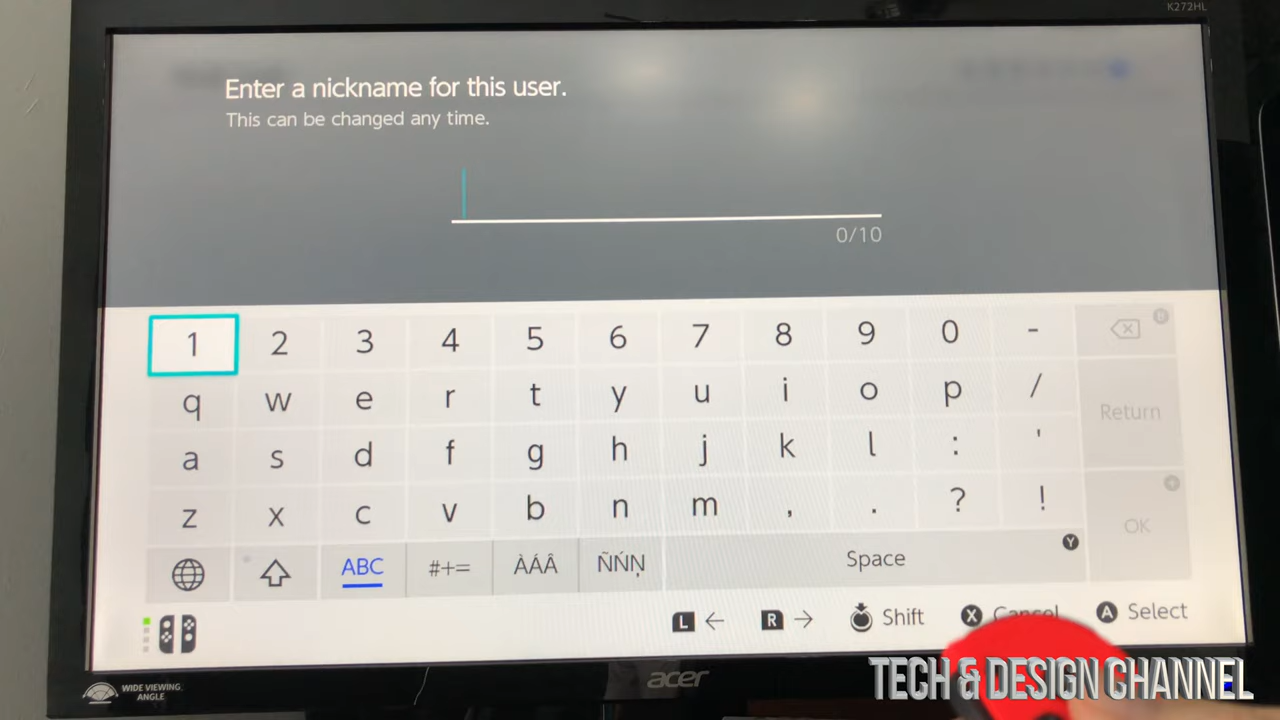 K272HL
Enter a nickname for this user.
This can be changed any time.
0/10
1 2 3 4 5 6 7 8 9 0 -
q w e r t y u i o p / Return
a s d f g h j k l : '
z x c v b n m , . ? ! OK
ABC #+= ÀÁÂ ÑŃŅ Space Y
L ← R → Shift X Cancel A Select
WIDE VIEWING ANGLE
acer
TECH & DESIGN CHANNEL